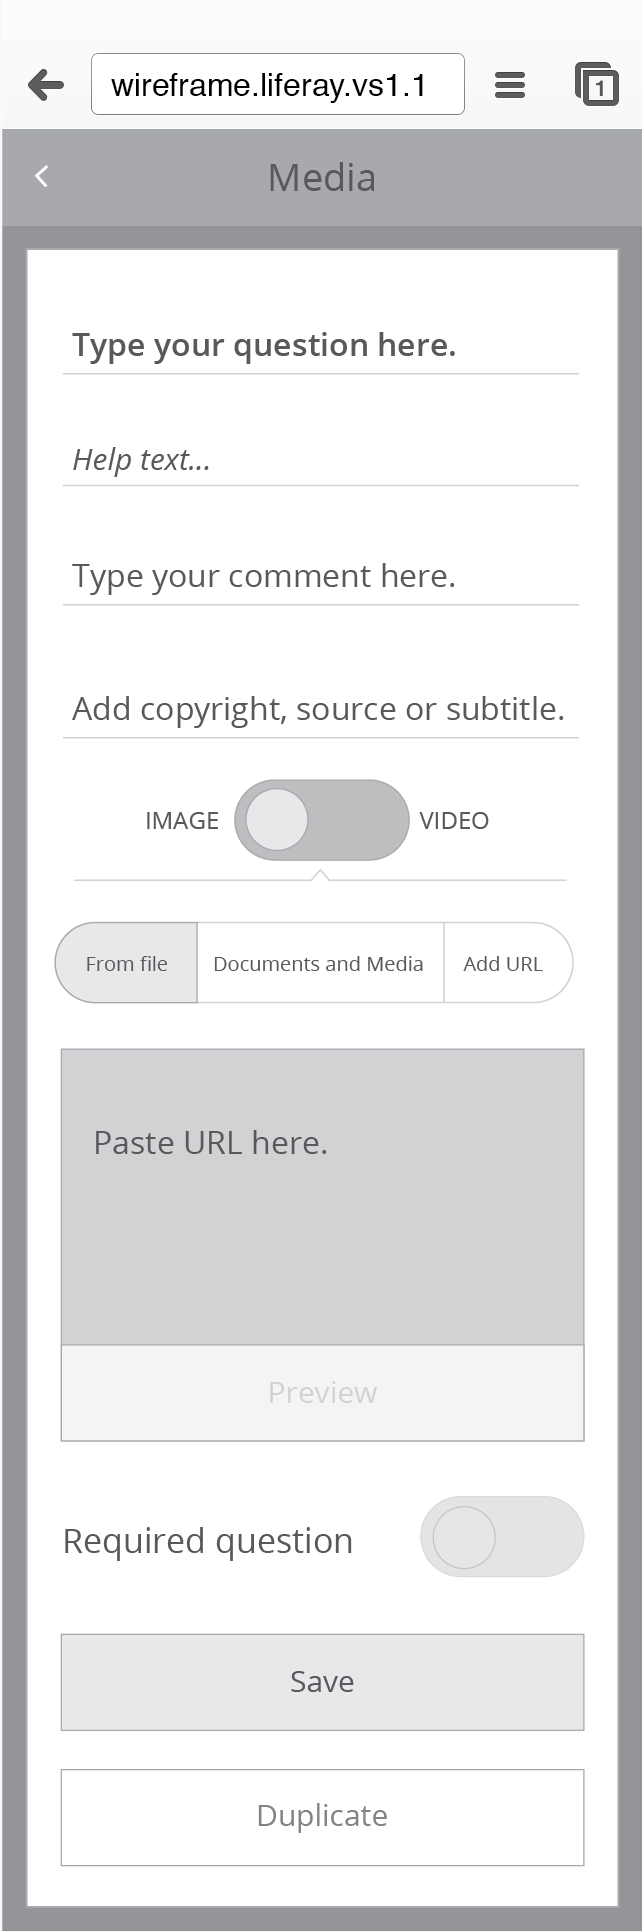 wireframe.liferay.vs1.1
1
Media
Type your question here.
Help text...
Type your comment here.
Add copyright, source or subtitle.
IMAGE VIDEO
From file Documents and Media Add URL
Paste URL here.
Preview
Required question
Save
Duplicate